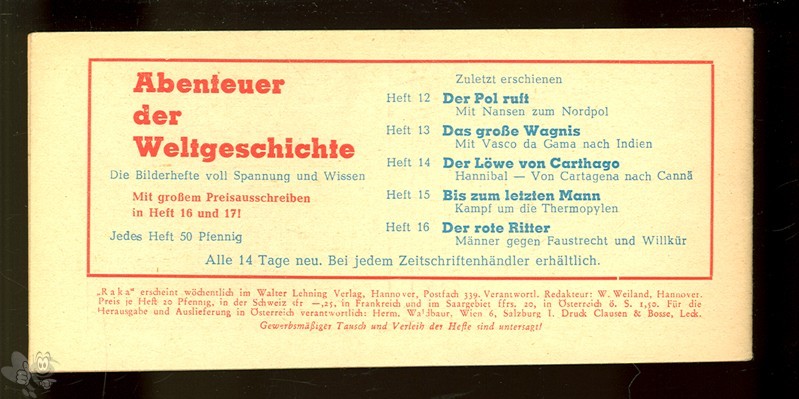 Abenteuer
der
Weltgeschichte
Die Bilderhefte voll Spannung und Wissen
Mit großem Preisausschreiben
in Heft 16 und 17!
Jedes Heft 50 Pfennig
Zuletzt erschienen
Heft 12 Der Pol ruft
Mit Nansen zum Nordpol
Heft 13 Das große Wagnis
Mit Vasco da Gama nach Indien
Heft 14 Der Löwe von Carthago
Hannibal — Von Cartagena nach Cannä
Heft 15 Bis zum letzten Mann
Kampf um die Thermopylen
Heft 16 Der rote Ritter
Männer gegen Faustrecht und Willkür
Alle 14 Tage neu. Bei jedem Zeitschriftenhändler erhältlich.
„Raka“ erscheint wöchentlich im Walter Lehning Verlag, Hannover, Postfach 339. Verantwortl. Redakteur: W. Weiland, Hannover.
Preis je Heft 20 Pfennig, in der Schweiz sfr —,25, in Frankreich und im Saargebiet ffrs. 20, in Österreich ö. S. 1,50. Für die
Herausgabe und Auslieferung in Österreich verantwortlich: Herm. Waldbaur, Wien 6, Salzburg 1. Druck Clausen & Bosse, Leck.
Gewerbsmäßiger Tausch und Verleih der Hefte sind untersagt!